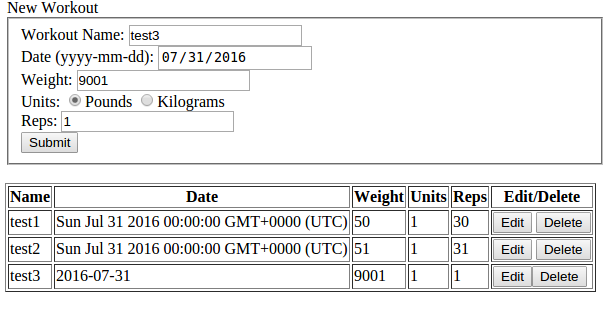 New Workout
Workout Name: test3
Date (yyyy-mm-dd): 07/31/2016
Weight: 9001
Units: Pounds Kilograms
Reps: 1
Submit
Name Date Weight Units Reps Edit/Delete
test1 Sun Jul 31 2016 00:00:00 GMT+0000 (UTC) 50 1 30 Edit Delete
test2 Sun Jul 31 2016 00:00:00 GMT+0000 (UTC) 51 1 31 Edit Delete
test3 2016-07-31 9001 1 1 Edit Delete